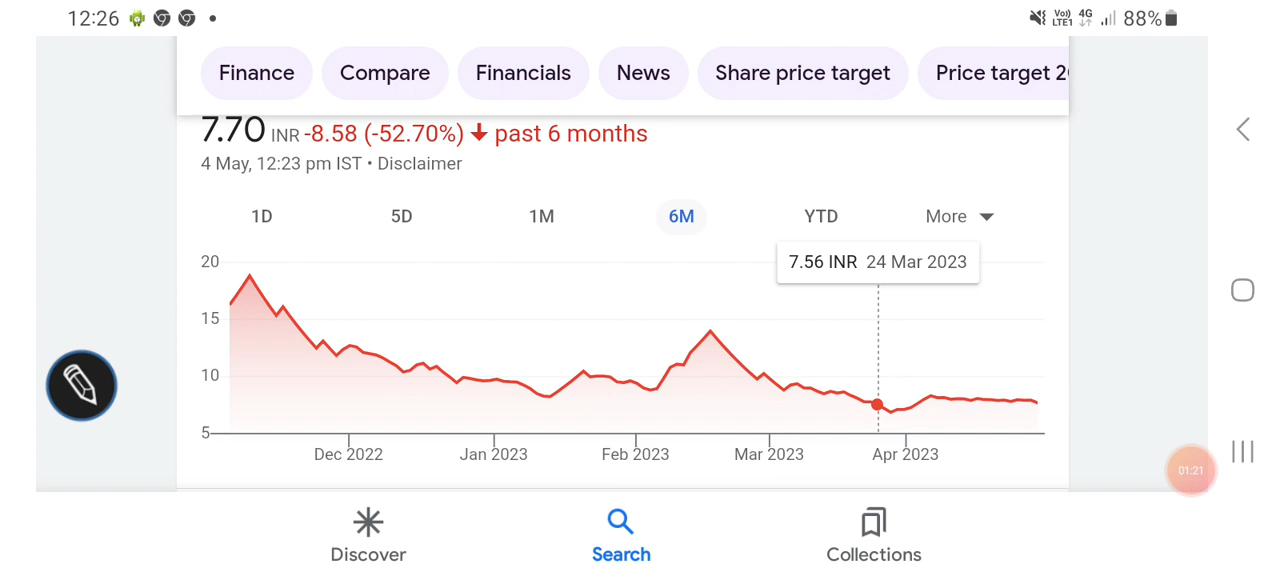 12:26 Vo)) LTE1 4G 88%
Finance Compare Financials News Share price target Price target 2
7.70 INR -8.58 (-52.70%) ↓ past 6 months
4 May, 12:23 pm IST • Disclaimer
1D 5D 1M 6M YTD More
7.56 INR 24 Mar 2023
20
15
10
5
Dec 2022 Jan 2023 Feb 2023 Mar 2023 Apr 2023
01:21
Discover Search Collections